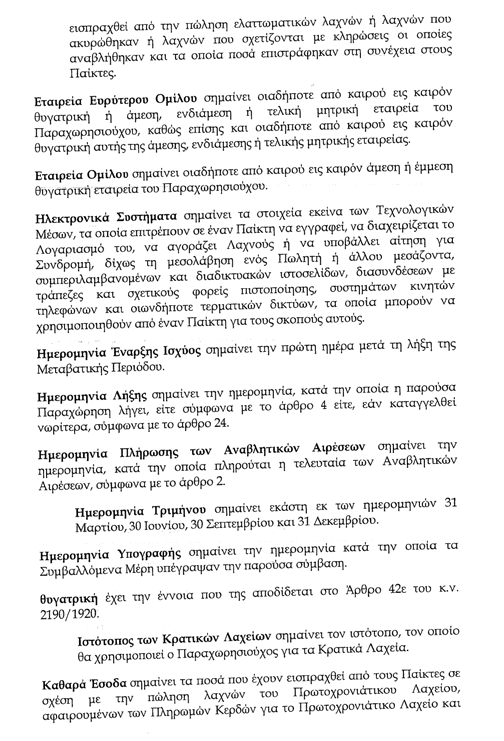 εισπραχθεί από την πώληση ελαττωματικών λαχνών ή λαχνών που
ακυρώθηκαν ή λαχνών που σχετίζονται με κληρώσεις οι οποίες
αναβλήθηκαν και τα οποία ποσά επιστράφηκαν στη συνέχεια στους
Παίκτες.
Εταιρεία Ευρύτερου Ομίλου σημαίνει οιαδήποτε από καιρού εις καιρόν
θυγατρική ή άμεση, ενδιάμεση ή τελική μητρική εταιρεία του
Παραχωρησιούχου, καθώς επίσης και οιαδήποτε από καιρού εις καιρόν
θυγατρική αυτής της άμεσης, ενδιάμεσης ή τελικής μητρικής εταιρείας.
Εταιρεία Ομίλου σημαίνει οιαδήποτε από καιρού εις καιρόν άμεση ή έμμεση
θυγατρική εταιρεία του Παραχωρησιούχου.
Ηλεκτρονικά Συστήματα σημαίνει τα στοιχεία εκείνα των Τεχνολογικών
Μέσων, τα οποία επιτρέπουν σε έναν Παίκτη να εγγραφεί, να διαχειρίζεται το
Λογαριασμό του, να αγοράζει Λαχνούς ή να υποβάλλει αίτηση για
Συνδρομή, δίχως τη μεσολάβηση ενός Πωλητή ή άλλου μεσάζοντα,
συμπεριλαμβανομένων και διαδικτυακών ιστοσελίδων, διασυνδέσεων με
τράπεζες και σχετικούς φορείς πιστοποίησης, συστημάτων κινητών
τηλεφώνων και οιωνδήποτε τερματικών δικτύων, τα οποία μπορούν να
χρησιμοποιηθούν από έναν Παίκτη για τους σκοπούς αυτούς.
Ημερομηνία Έναρξης Ισχύος σημαίνει την πρώτη ημέρα μετά τη λήξη της
Μεταβατικής Περιόδου.
Ημερομηνία Λήξης σημαίνει την ημερομηνία, κατά την οποία η παρούσα
Παραχώρηση λήγει, είτε σύμφωνα με το άρθρο 4 είτε, εάν καταγγελθεί
νωρίτερα, σύμφωνα με το άρθρο 24.
Ημερομηνία Πλήρωσης των Αναβλητικών Αιρέσεων σημαίνει την
ημερομηνία, κατά την οποία πληρούται η τελευταία των Αναβλητικών
Αιρέσεων, σύμφωνα με το άρθρο 2.
Ημερομηνία Τριμήνου σημαίνει εκάστη εκ των ημερομηνιών 31
Μαρτίου, 30 Ιουνίου, 30 Σεπτεμβρίου και 31 Δεκεμβρίου.
Ημερομηνία Υπογραφής σημαίνει την ημερομηνία κατά την οποία τα
Συμβαλλόμενα Μέρη υπέγραψαν την παρούσα σύμβαση.
θυγατρική έχει την έννοια που της αποδίδεται στο Άρθρο 42ε του κ.ν.
2190/1920.
Ιστότοπος των Κρατικών Λαχείων σημαίνει τον ιστότοπο, τον οποίο
θα χρησιμοποιεί ο Παραχωρησιούχος για τα Κρατικά Λαχεία.
Καθαρά Έσοδα σημαίνει τα ποσά που έχουν εισπραχθεί από τους Παίκτες σε
σχέση με την πώληση λαχνών του Πρωτοχρονιάτικου Λαχείου,
αφαιρουμένων των Πληρωμών Κερδών για το Πρωτοχρονιάτικο Λαχείο και